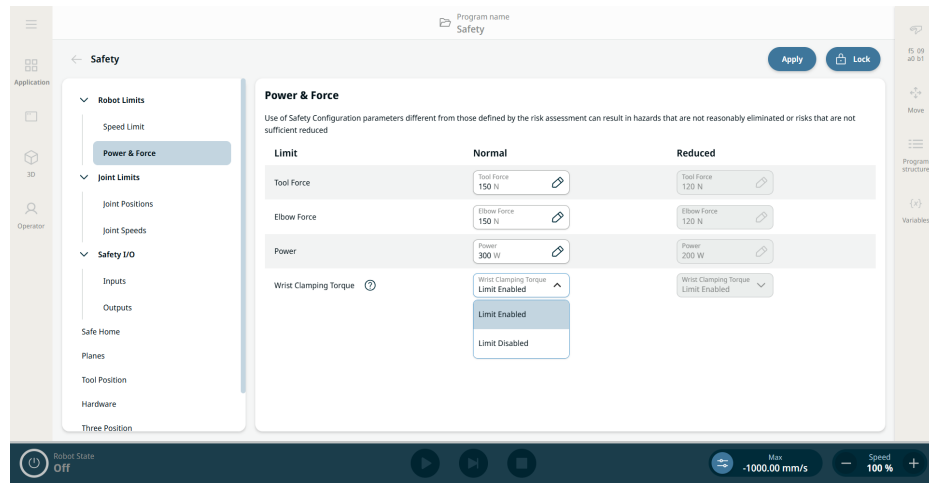 Program name
Safety
f5 09
a0 b1
Safety
Apply
Lock
Application
Robot Limits
Speed Limit
Power & Force
Joint Limits
Joint Positions
Joint Speeds
Safety I/O
Inputs
Outputs
Safe Home
Planes
Tool Position
Hardware
Three Position
3D
Operator
Power & Force
Use of Safety Configuration parameters different from those defined by the risk assessment can result in hazards that are not reasonably eliminated or risks that are not
sufficient reduced
Limit Normal Reduced
Tool Force
Tool Force
150 N
Tool Force
120 N
Elbow Force
Elbow Force
150 N
Elbow Force
120 N
Power
Power
300 W
Power
200 W
Wrist Clamping Torque ?
Wrist Clamping Torque
Limit Enabled
Wrist Clamping Torque
Limit Enabled
Limit Enabled
Limit Disabled
Move
Program
structure
(x)
Variables
Robot State
Off
Max
-1000.00 mm/s
Speed
100 %